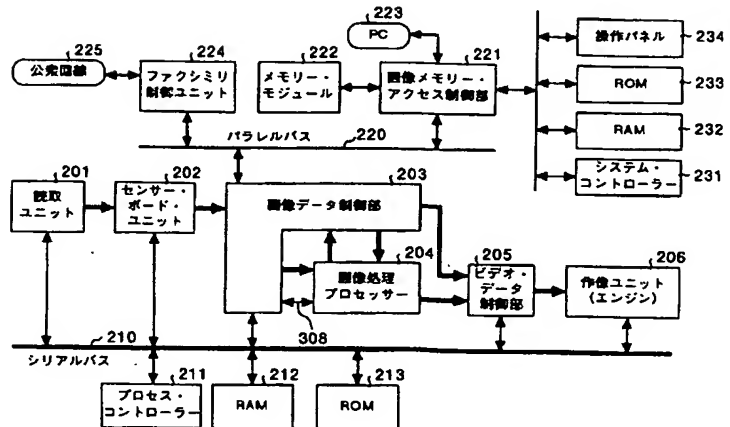 223
PC
225
公衆回線
224
ファクシミリ
制御ユニット
222
メモリー・
モジュール
221
画像メモリー・
アクセス制御部
操作パネル
234
ROM
233
RAM
232
システム・
コントローラー
231
パラレルバス
220
201
読取
ユニット
202
センサー・
ボード・
ユニット
203
画像データ制御部
204
画像処理
プロセッサー
308
205
ビデオ・
データ
制御部
206
作像ユニット
(エンジン)
210
シリアルバス
211
プロセス・
コントローラー
212
RAM
213
ROM